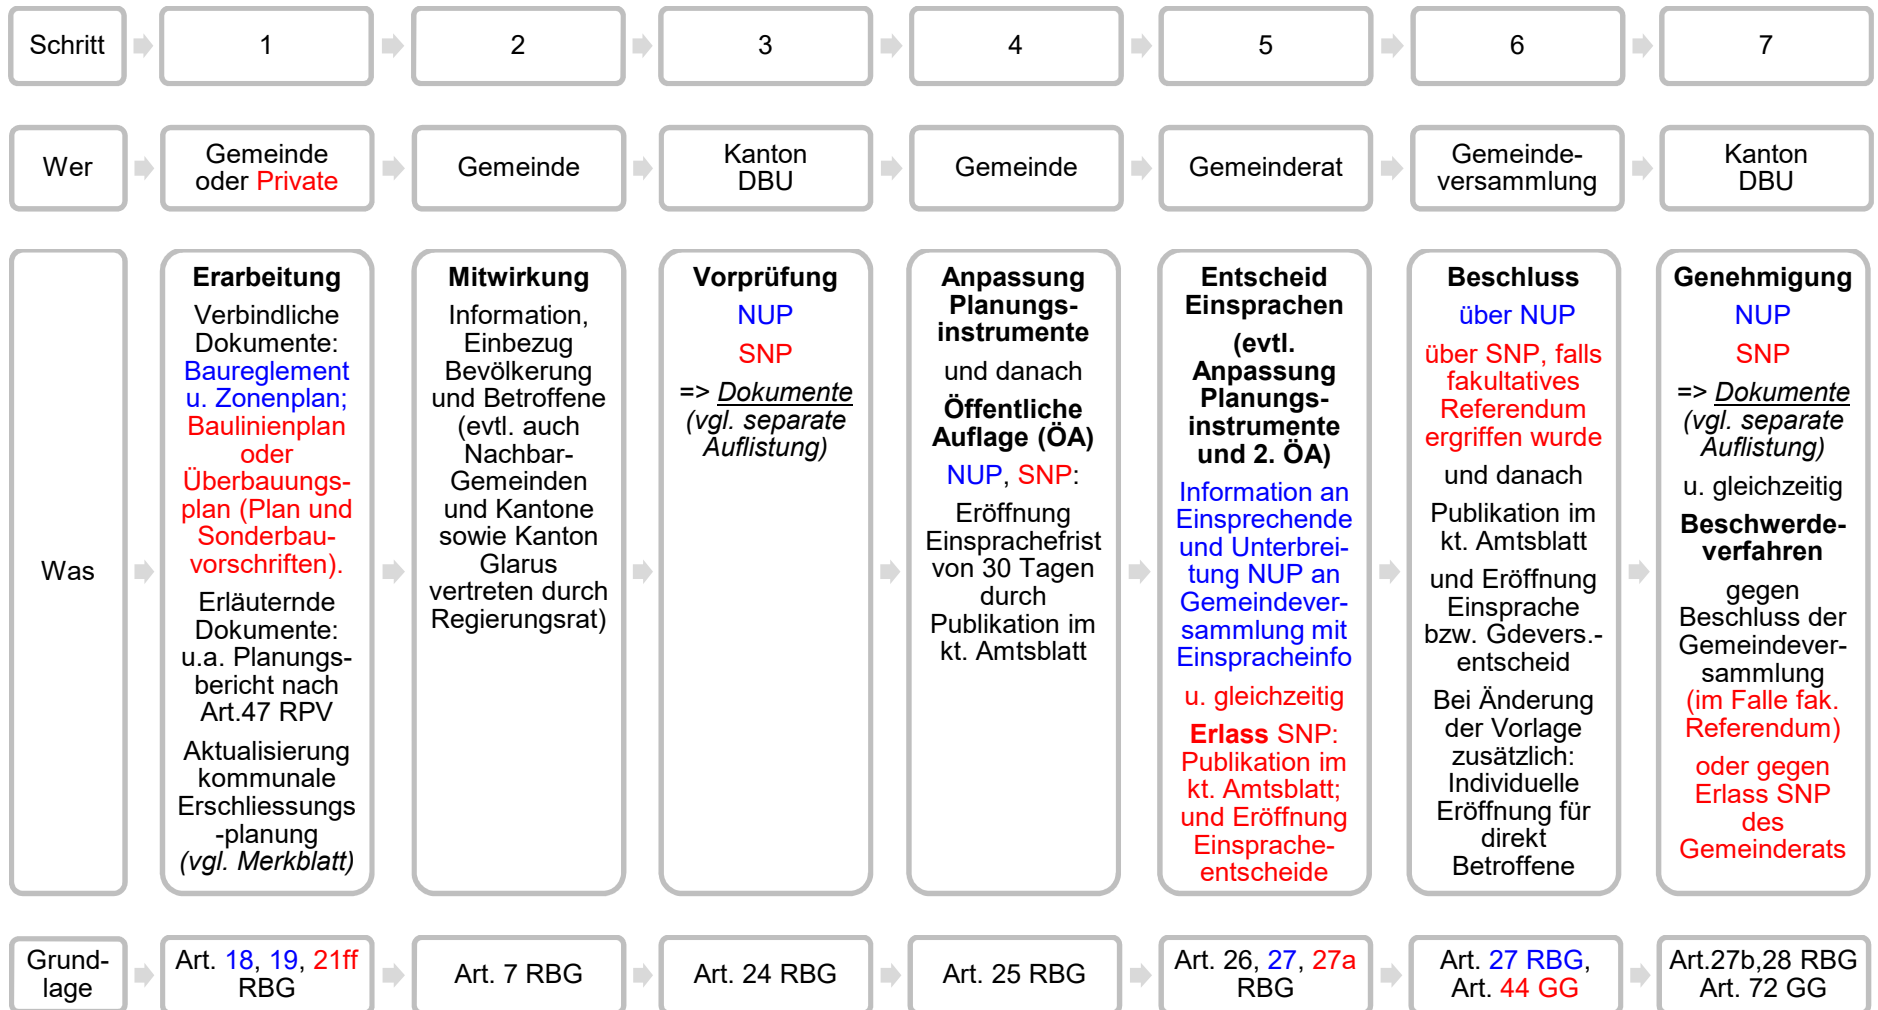 Schritt
1
2
3
4
5
6
7
Wer
Gemeinde
oder Private
Gemeinde
Kanton
DBU
Gemeinde
Gemeinderat
Gemeinde-
versammlung
Kanton
DBU
Was
Erarbeitung
Verbindliche
Dokumente:
Baureglement
u. Zonenplan;
Baulinienplan
oder
Überbauungs-
plan (Plan und
Sonderbau-
vorschriften).
Erläuternde
Dokumente:
u.a. Planungs-
bericht nach
Art.47 RPV
Aktualisierung
kommunale
Erschliessungs
-planung
(vgl. Merkblatt)
Mitwirkung
Information,
Einbezug
Bevölkerung
und Betroffene
(evtl. auch
Nachbar-
Gemeinden
und Kantone
sowie Kanton
Glarus
vertreten durch
Regierungsrat)
Vorprüfung
NUP
SNP
=> Dokumente
(vgl. separate
Auflistung)
Anpassung
Planungs-
instrumente
und danach
Öffentliche
Auflage (ÖA)
NUP, SNP:
Eröffnung
Einsprachefrist
von 30 Tagen
durch
Publikation im
kt. Amtsblatt
Entscheid
Einsprachen
(evtl.
Anpassung
Planungs-
instrumente
und 2. ÖA)
Information an
Einsprechende
und Unterbrei-
tung NUP an
Gemeindever-
sammlung mit
Einspracheinfo
u. gleichzeitig
Erlass SNP:
Publikation im
kt. Amtsblatt;
und Eröffnung
Einsprache-
entscheide
Beschluss
über NUP
über SNP, falls
fakultatives
Referendum
ergriffen wurde
und danach
Publikation im
kt. Amtsblatt
und Eröffnung
Einsprache
bzw. Gdevers.-
entscheid
Bei Änderung
der Vorlage
zusätzlich:
Individuelle
Eröffnung für
direkt
Betroffene
Genehmigung
NUP
SNP
=> Dokumente
(vgl. separate
Auflistung)
u. gleichzeitig
Beschwerde-
verfahren
gegen
Beschluss der
Gemeindever-
sammlung
(im Falle fak.
Referendum)
oder gegen
Erlass SNP
des
Gemeinderats
Grund-
lage
Art. 18, 19, 21ff
RBG
Art. 7 RBG
Art. 24 RBG
Art. 25 RBG
Art. 26, 27, 27a
RBG
Art. 27 RBG,
Art. 44 GG
Art.27b,28 RBG
Art. 72 GG